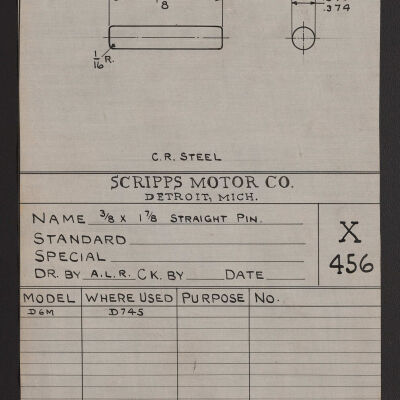 8
.374
1/16 R.
C.R. STEEL
SCRIPPS MOTOR CO.
DETROIT, MICH.
NAME 3/8 X 1 7/8 STRAIGHT PIN.
STANDARD
SPECIAL
DR. BY A.L.R. CK. BY DATE
X
456
MODEL WHERE USED PURPOSE NO.
D6M D745